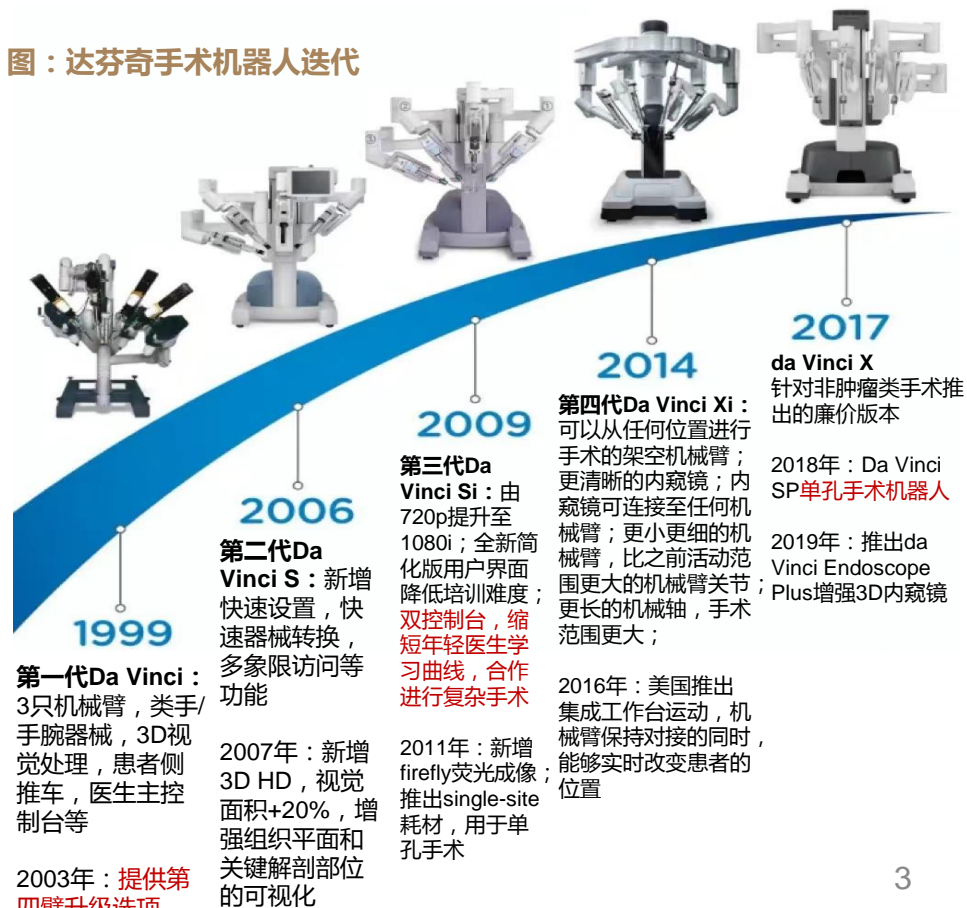 图：达芬奇手术机器人迭代
1999
第一代Da Vinci：
3只机械臂，类手/
手腕器械，3D视
觉处理，患者侧
推车，医生主控
制台等
2003年：提供第
四臂升级选项
2006
第二代Da
Vinci S：新增
快速设置，快
速器械转换，
多象限访问等
功能
2007年：新增
3D HD，视觉
面积+20%，增
强组织平面和
关键解剖部位
的可视化
2009
第三代Da
Vinci Si：由
720p提升至
1080i；全新简
化版用户界面
降低培训难度；
双控制台，缩
短年轻医生学
习曲线，合作
进行复杂手术
2011年：新增
firefly荧光成像；
推出single-site
耗材，用于单
孔手术
2014
第四代Da Vinci Xi：
可以从任何位置进行
手术的架空机械臂；
更清晰的内窥镜；内
窥镜可连接至任何机
械臂；更小更细的机
械臂，比之前活动范
围更大的机械臂关节；
更长的机械轴，手术
范围更大；
2016年：美国推出
集成工作台运动，机
械臂保持对接的同时，
能够实时改变患者的
位置
2017
da Vinci X
针对非肿瘤类手术推
出的廉价版本
2018年：Da Vinci
SP单孔手术机器人
2019年：推出da
Vinci Endoscope
Plus增强3D内窥镜
②
①
③
3